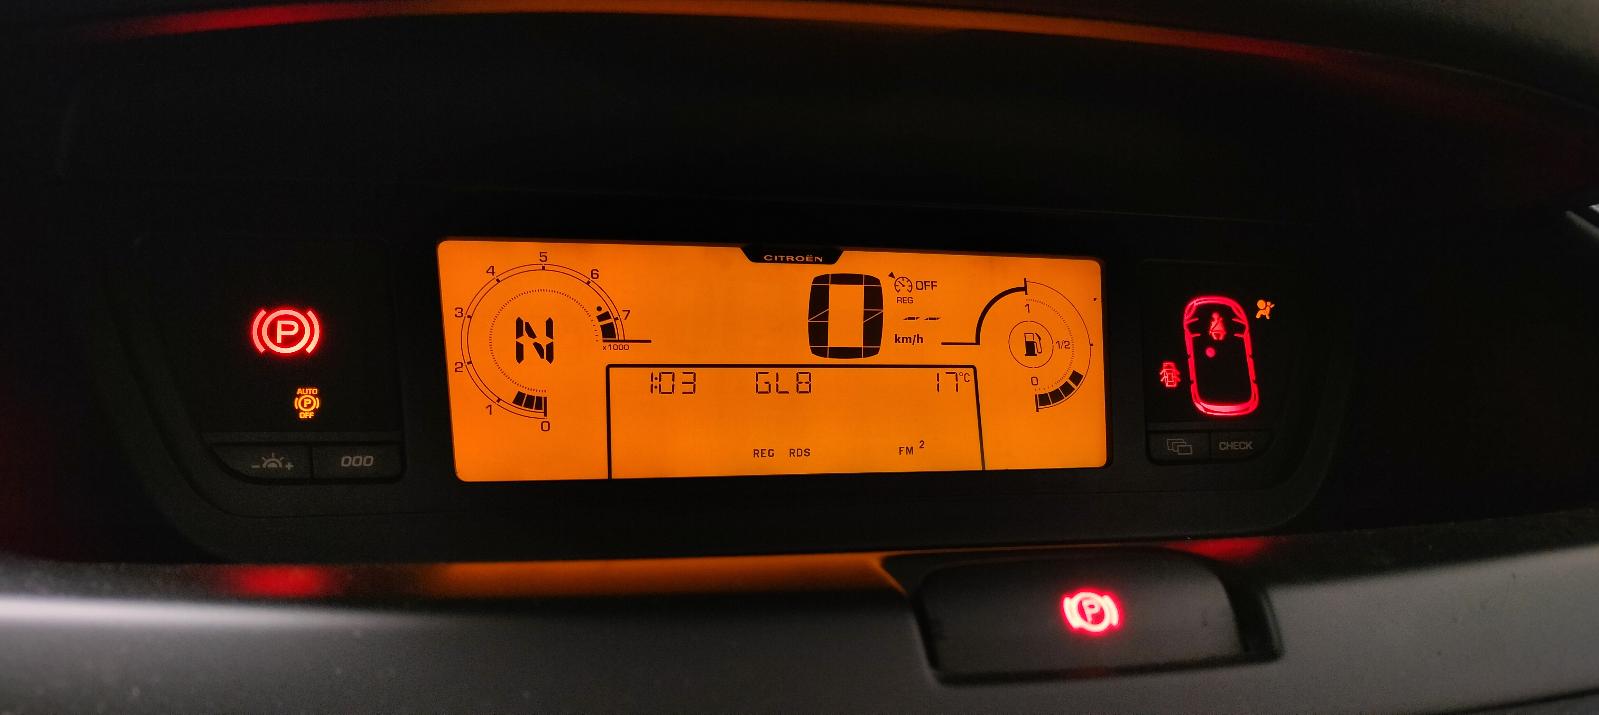 CITROËN
5
4
6
3
7
N
x1000
2
1
0
0
OFF
REG
--
km/h
1
1/2
0
1:03 GL8 17°C
REG RDS FM 2
P
AUTO
P
OFF
- +
000
CHECK
P